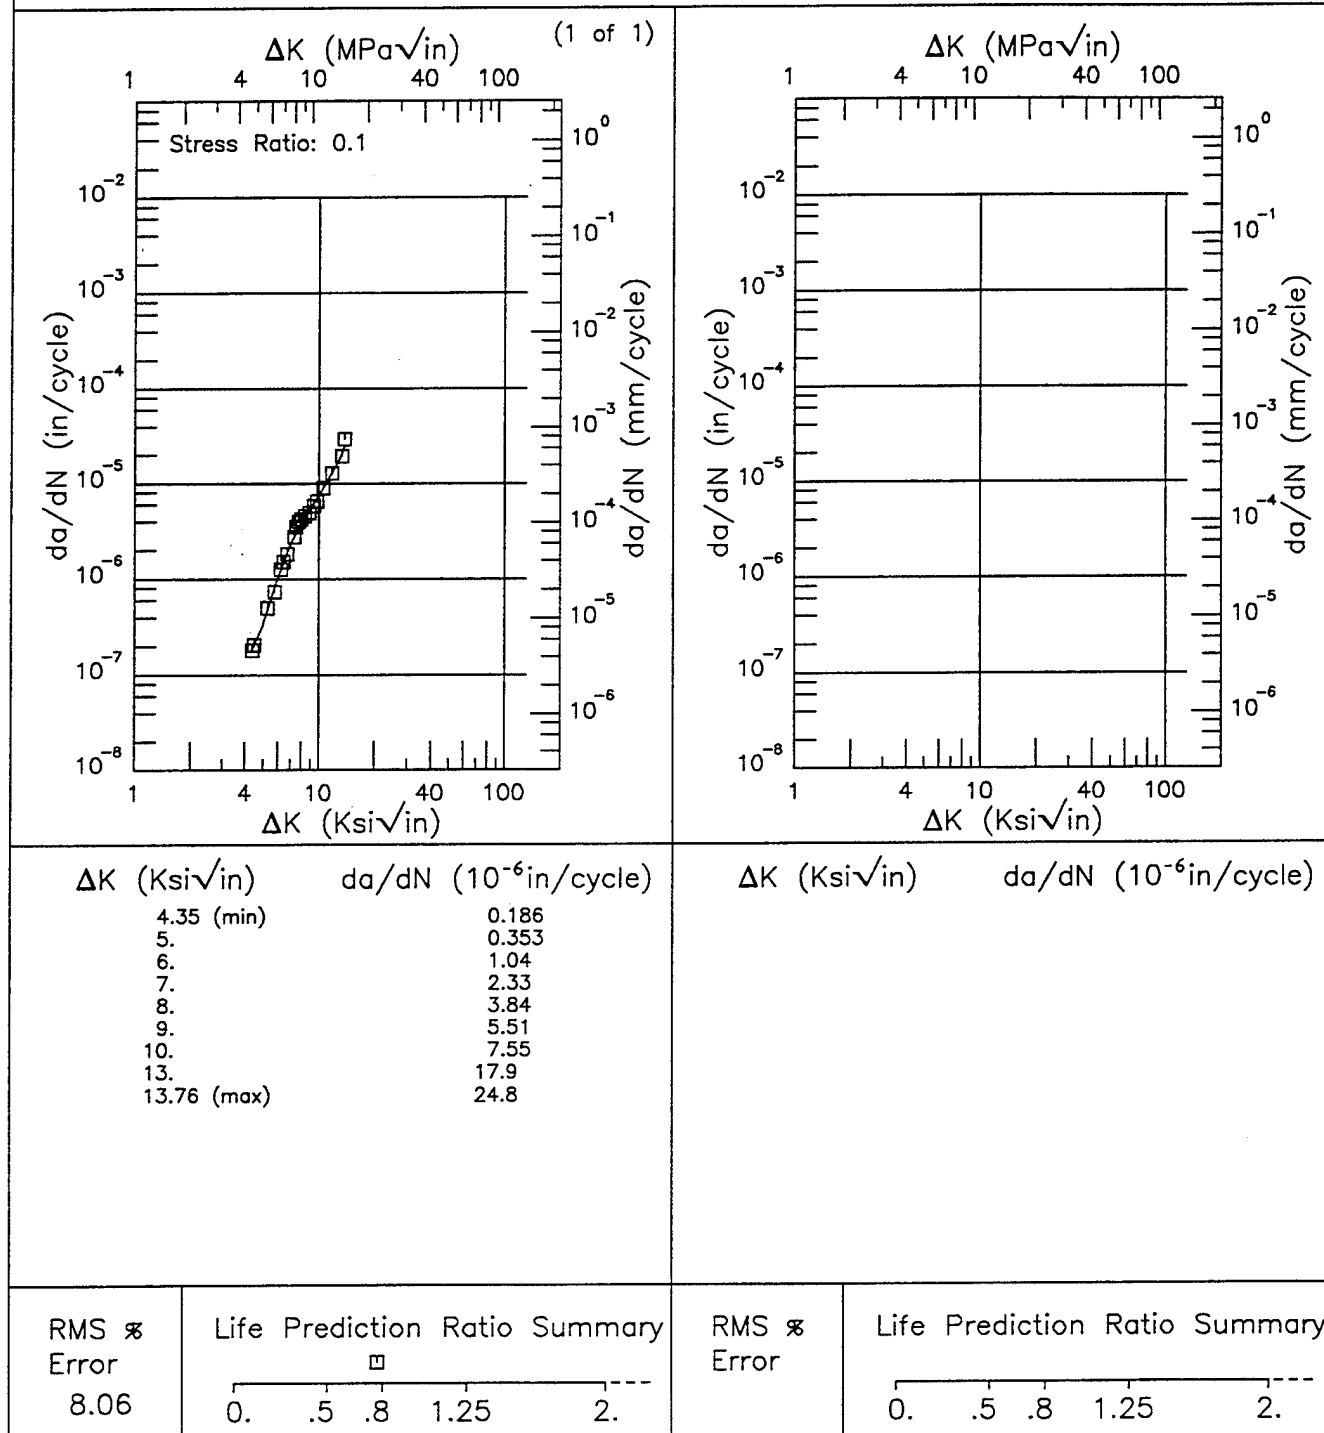 (1 of 1)
ΔK (MPa√in)
1 4 10 40 100
Stress Ratio: 0.1
da/dN (in/cycle)
10⁻²
10⁻³
10⁻⁴
10⁻⁵
10⁻⁶
10⁻⁷
10⁻⁸
10⁰
10⁻¹
10⁻²
10⁻³
10⁻⁴
10⁻⁵
10⁻⁶
da/dN (mm/cycle)
1 4 10 40 100
ΔK (Ksi√in)
ΔK (MPa√in)
1 4 10 40 100
da/dN (in/cycle)
10⁻²
10⁻³
10⁻⁴
10⁻⁵
10⁻⁶
10⁻⁷
10⁻⁸
10⁰
10⁻¹
10⁻²
10⁻³
10⁻⁴
10⁻⁵
10⁻⁶
da/dN (mm/cycle)
1 4 10 40 100
ΔK (Ksi√in)
ΔK (Ksi√in) da/dN (10⁻⁶in/cycle)
4.35 (min) 0.186
5. 0.353
6. 1.04
7. 2.33
8. 3.84
9. 5.51
10. 7.55
13. 17.9
13.76 (max) 24.8
ΔK (Ksi√in) da/dN (10⁻⁶in/cycle)
RMS %
Error
8.06
Life Prediction Ratio Summary
0. .5 .8 1.25 2.
RMS %
Error
Life Prediction Ratio Summary
0. .5 .8 1.25 2.